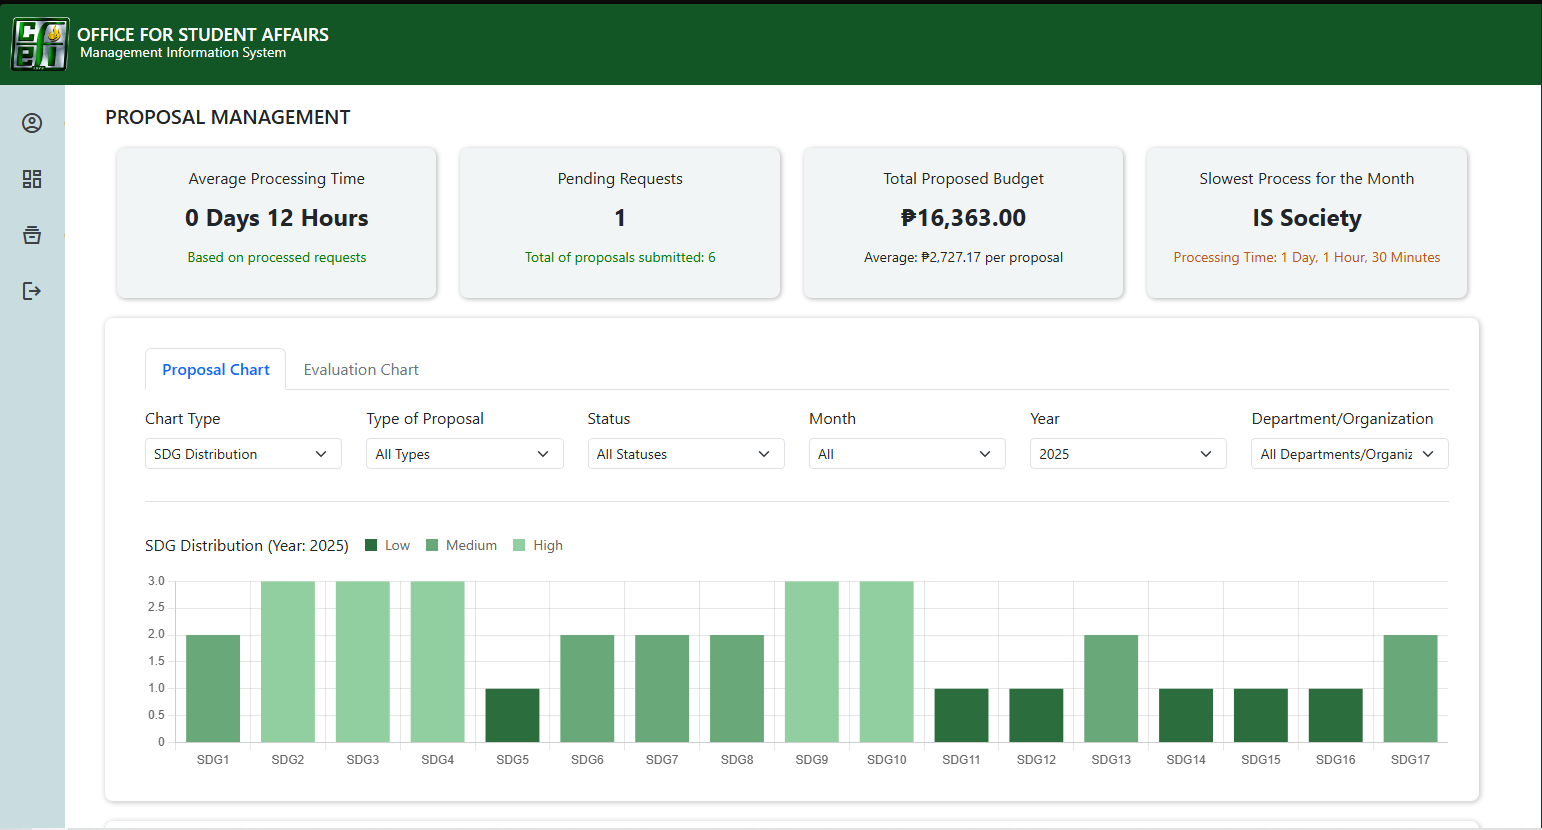 cefi
OFFICE FOR STUDENT AFFAIRS
Management Information System
PROPOSAL MANAGEMENT
Average Processing Time
0 Days 12 Hours
Based on processed requests
Pending Requests
1
Total of proposals submitted: 6
Total Proposed Budget
₱16,363.00
Average: ₱2,727.17 per proposal
Slowest Process for the Month
IS Society
Processing Time: 1 Day, 1 Hour, 30 Minutes
Proposal Chart
Evaluation Chart
Chart Type
SDG Distribution
Type of Proposal
All Types
Status
All Statuses
Month
All
Year
2025
Department/Organization
All Departments/Organiz
SDG Distribution (Year: 2025)
Low
Medium
High
3.0
2.5
2.0
1.5
1.0
0.5
0
SDG1
SDG2
SDG3
SDG4
SDG5
SDG6
SDG7
SDG8
SDG9
SDG10
SDG11
SDG12
SDG13
SDG14
SDG15
SDG16
SDG17